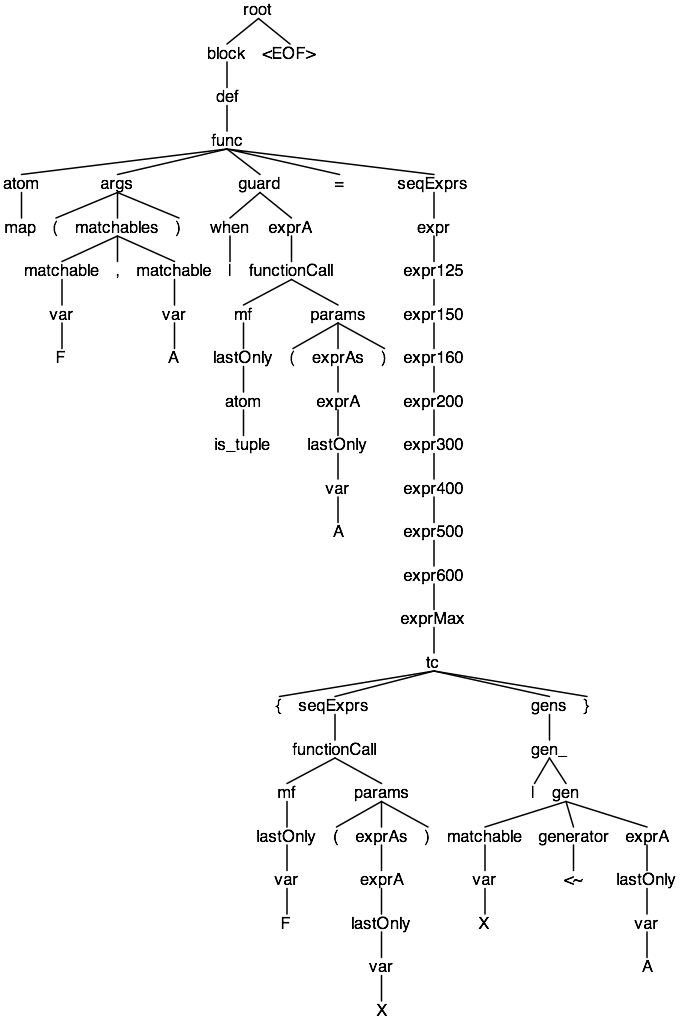 root
block <EOF>
def
func
atom args guard = seqExprs
map ( matchables ) when exprA expr
matchable , matchable | functionCall expr125
var var mf params expr150
F A lastOnly ( exprAs ) expr160
atom exprA expr200
is_tuple lastOnly expr300
var expr400
A expr500
expr600
exprMax
tc
{ seqExprs gens }
functionCall gen_
mf params | gen
lastOnly ( exprAs ) matchable generator exprA
var exprA var <~ lastOnly
F lastOnly X var
var A
X